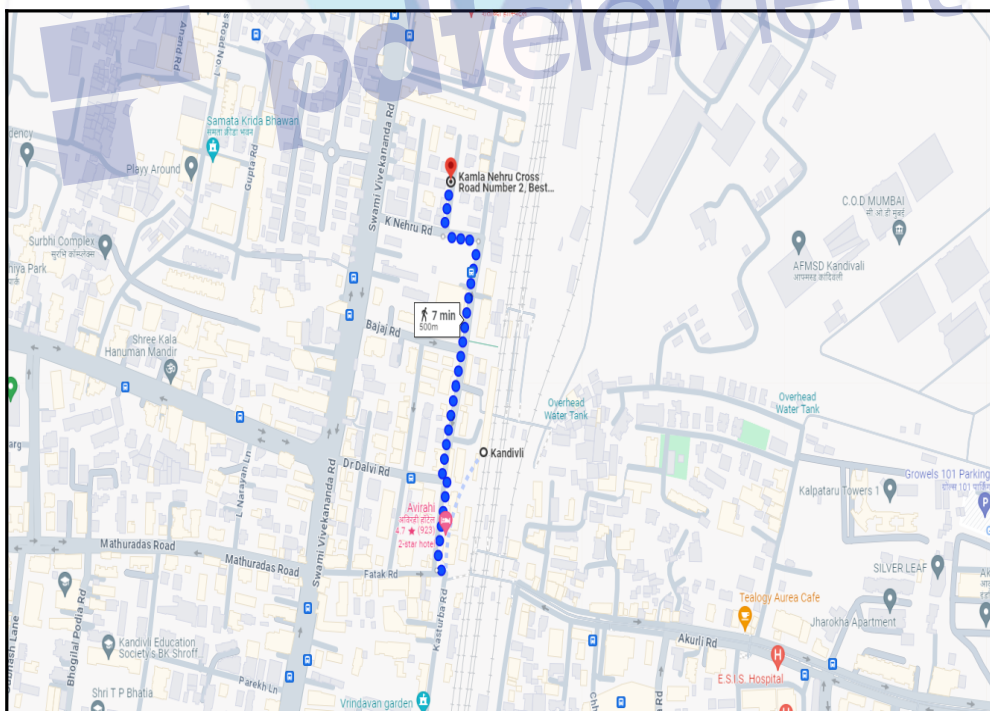 pdfelement
Anand Rd
Samata Krida Bhawan
समता क्रीडा भवन
Playy Around
Gupta Rd
Swami Vivekananda Rd
Kamla Nehru Cross
Road Number 2, Best...
K Nehru Rd
C.O.D MUMBAI
सी ओ डी मुंबई
Surbhi Complex
AFMSD Kandivali
7 min
500m
Bajaj Rd
Shree Kala
Hanuman Mandir
Overhead
Water Tank
Overhead
Water Tank
Kandivli
Dr Dalvi Rd
L Narayan Ln
Swami Vivekananda Rd
Growels 101 Parking
Kalpataru Towers 1
P
Avirahi
4.7 ★ (923)
2-star hotel
Mathuradas Road
Mathuradas Road
Fatak Rd
SILVER LEAF
Tealogy Aurea Cafe
Jharokha Apartment
Bhogilal Podia Rd
Kasturba Rd
Akurli Rd
Kandivli Education
Society's BK Shroff...
H
E.S.I.S. Hospital
Parekh Ln
Shri T P Bhatia
Vrindavan garden
H